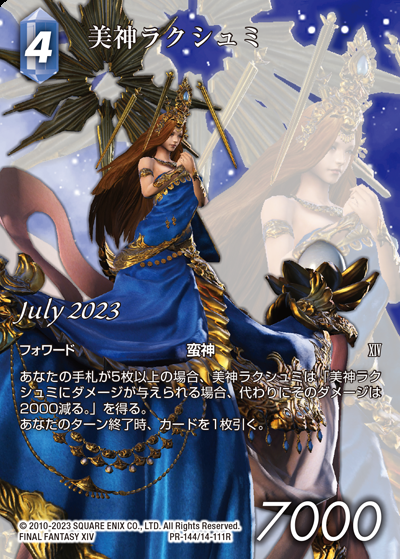 4
美神ラクシュミ
July 2023
フォワード 蛮神 XIV
あなたの手札が5枚以上の場合、美神ラクシュミは「美神ラク
シュミにダメージが与えられる場合、代わりにそのダメージは
2000減る。」を得る。
あなたのターン終了時、カードを1枚引く。
© 2010-2023 SQUARE ENIX CO., LTD. All Rights Reserved.
FINAL FANTASY XIV PR-144/14-111R
7000